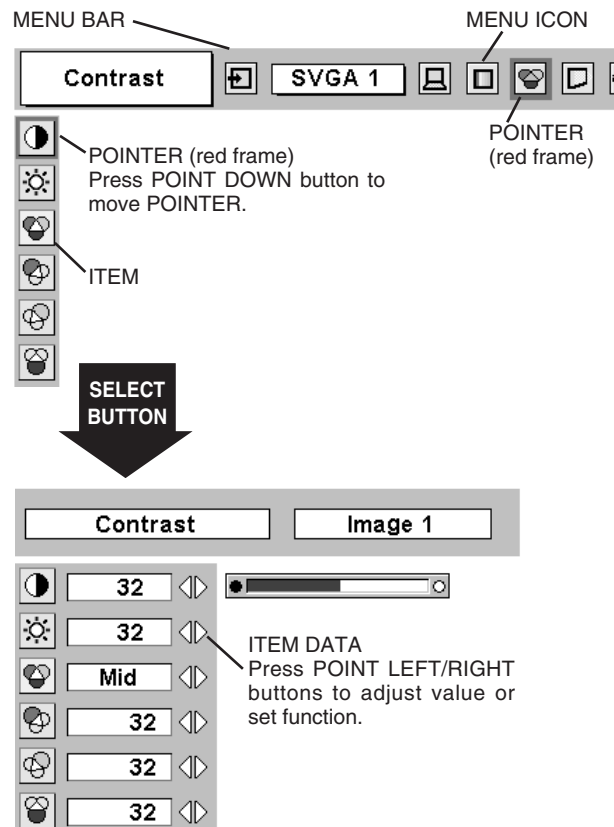 MENU BAR
MENU ICON
Contrast
SVGA 1
POINTER
(red frame)
POINTER (red frame)
Press POINT DOWN button to
move POINTER.
ITEM
SELECT
BUTTON
Contrast
Image 1
32
32
ITEM DATA
Press POINT LEFT/RIGHT
buttons to adjust value or
set function.
Mid
32
32
32